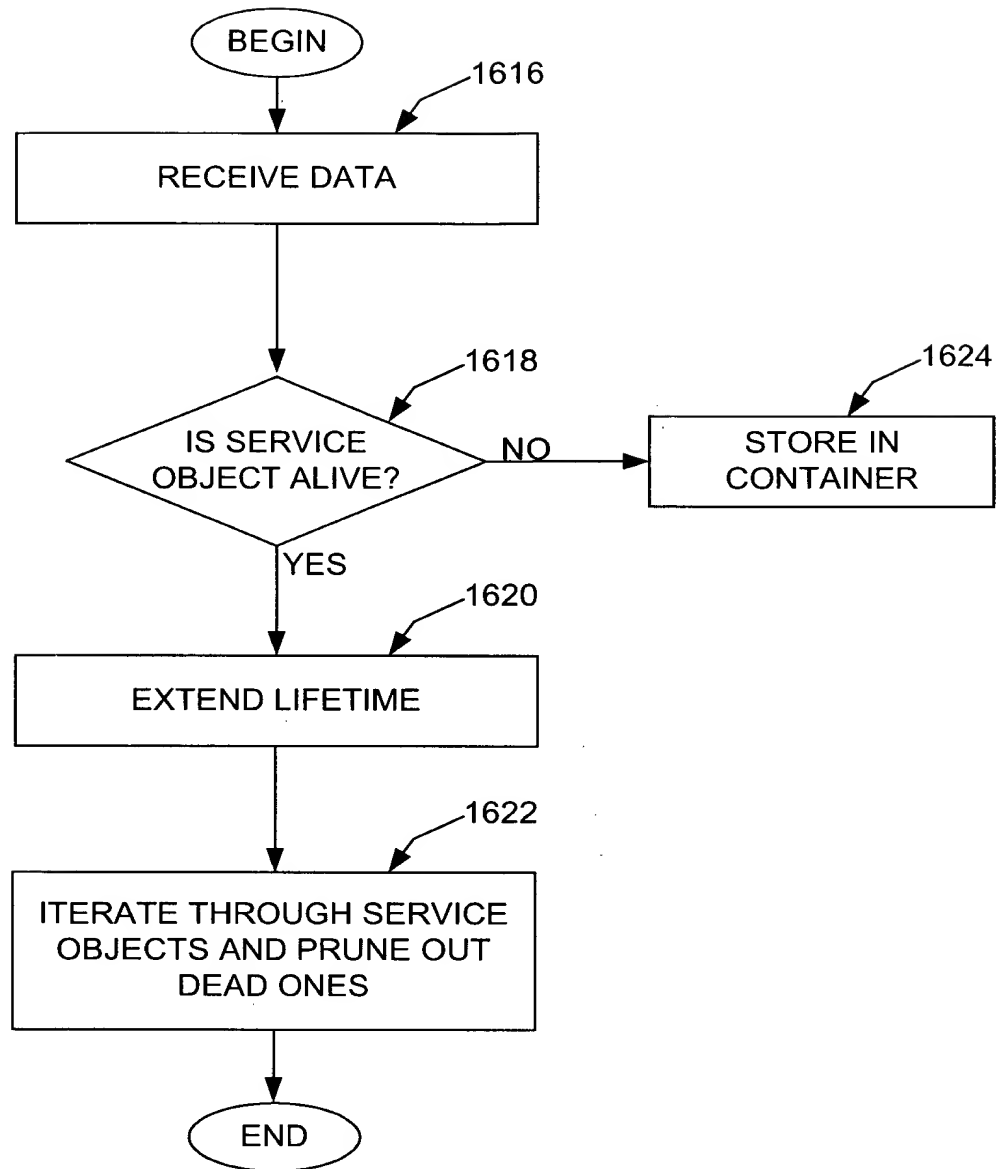 BEGIN
1616
RECEIVE DATA
1618
IS SERVICE
OBJECT ALIVE?
NO
1624
STORE IN
CONTAINER
YES
1620
EXTEND LIFETIME
1622
ITERATE THROUGH SERVICE
OBJECTS AND PRUNE OUT
DEAD ONES
END